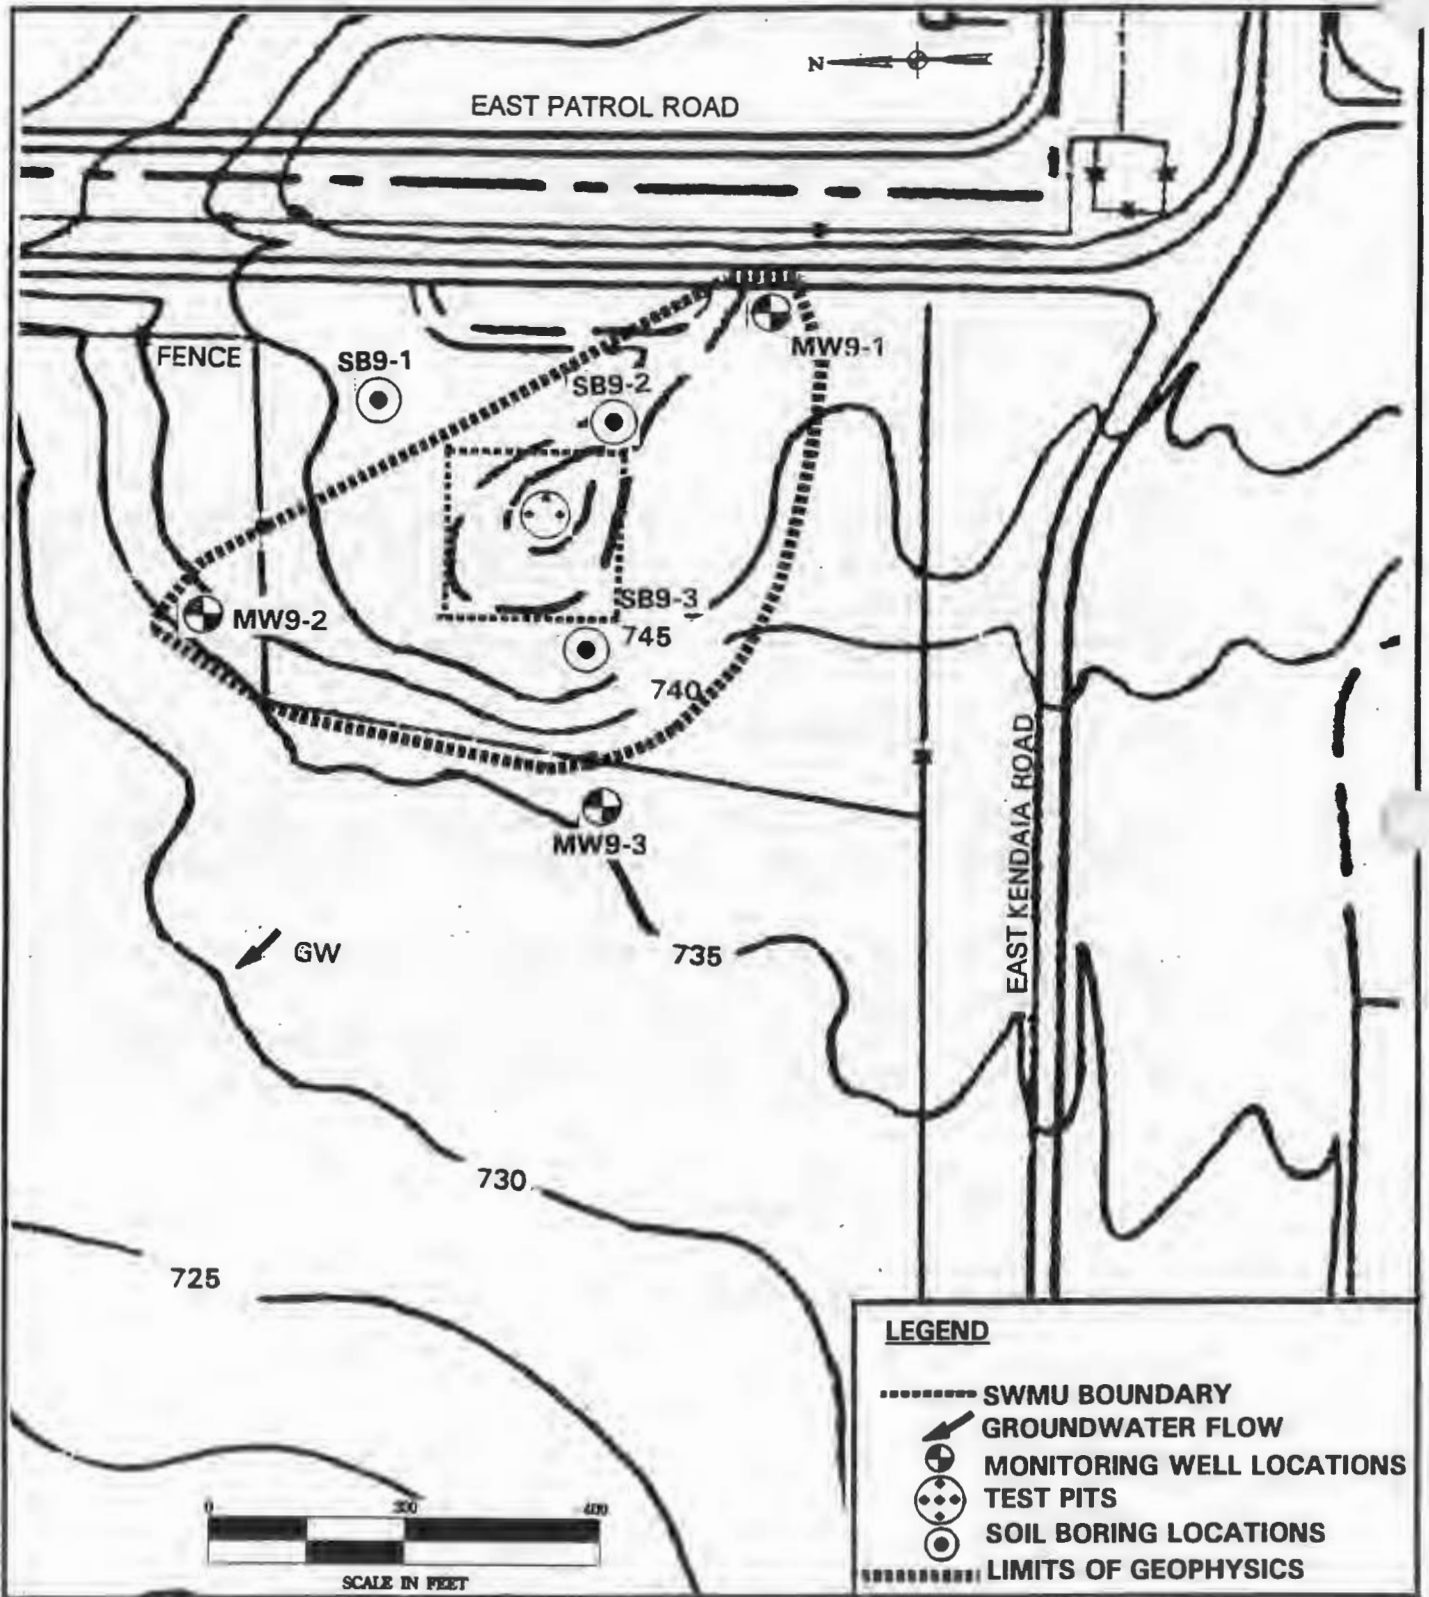 N
EAST PATROL ROAD
MW9-1
FENCE
SB9-1
SB9-2
MW9-2
SB9-3
745
740
EAST KENDAIA ROAD
MW9-3
GW
735
730
725
LEGEND
SWMU BOUNDARY
GROUNDWATER FLOW
MONITORING WELL LOCATIONS
TEST PITS
SOIL BORING LOCATIONS
LIMITS OF GEOPHYSICS
0 400
SCALE IN FEET